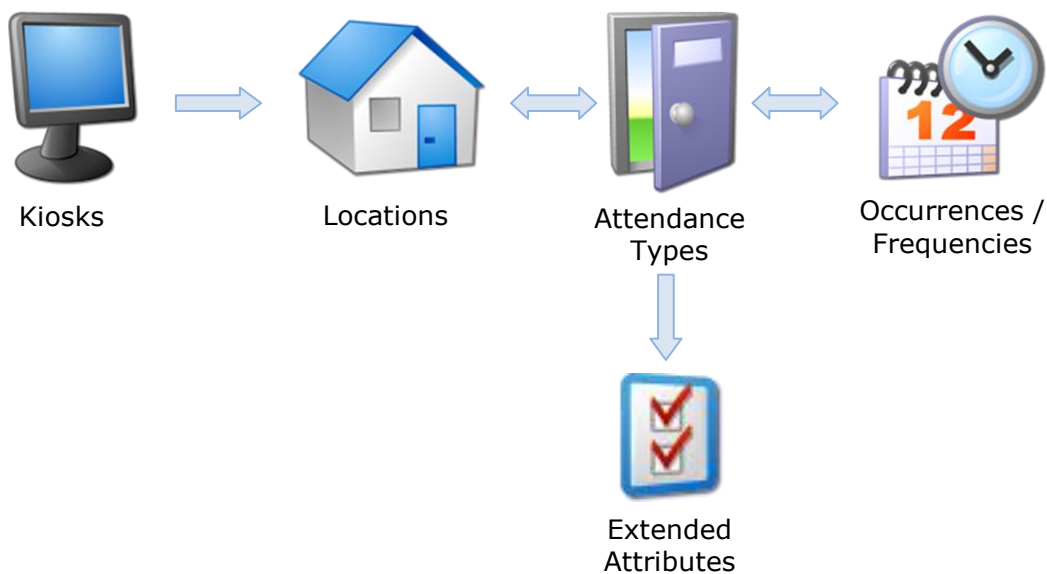 12
Kiosks
Locations
Attendance
Types
Occurrences /
Frequencies
Extended
Attributes